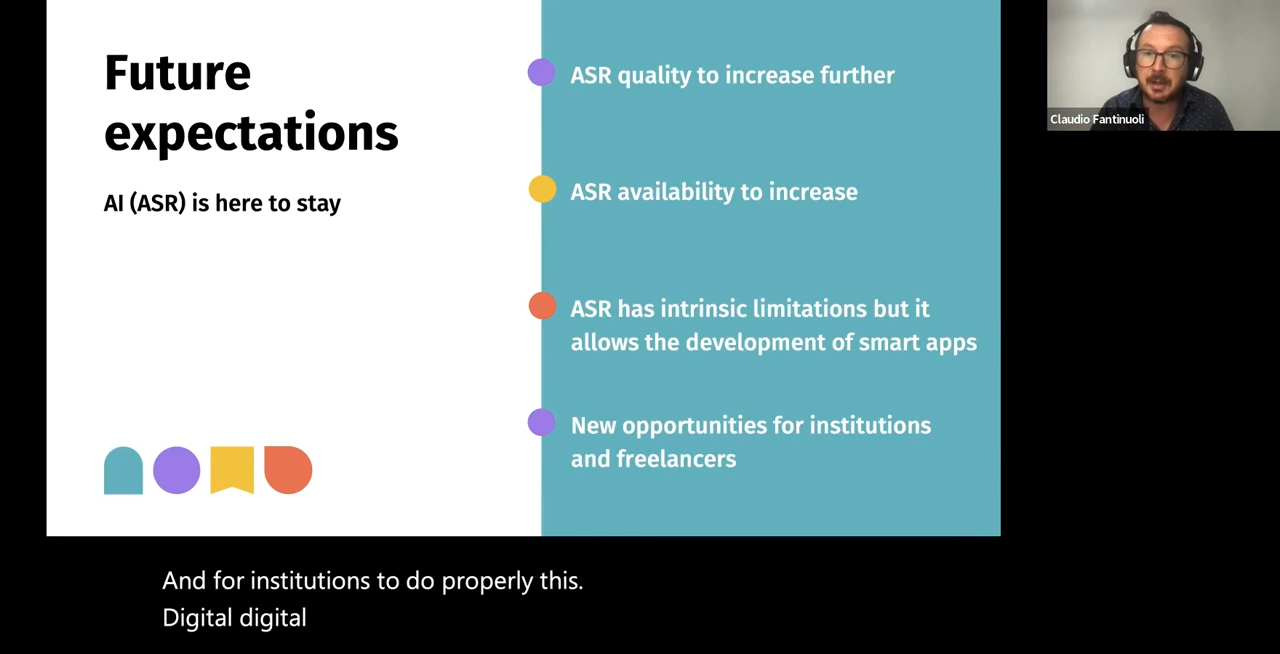 Future
expectations
AI (ASR) is here to stay
ASR quality to increase further
ASR availability to increase
ASR has intrinsic limitations but it
allows the development of smart apps
New opportunities for institutions
and freelancers
Claudio Fantinuoli
And for institutions to do properly this.
Digital digital